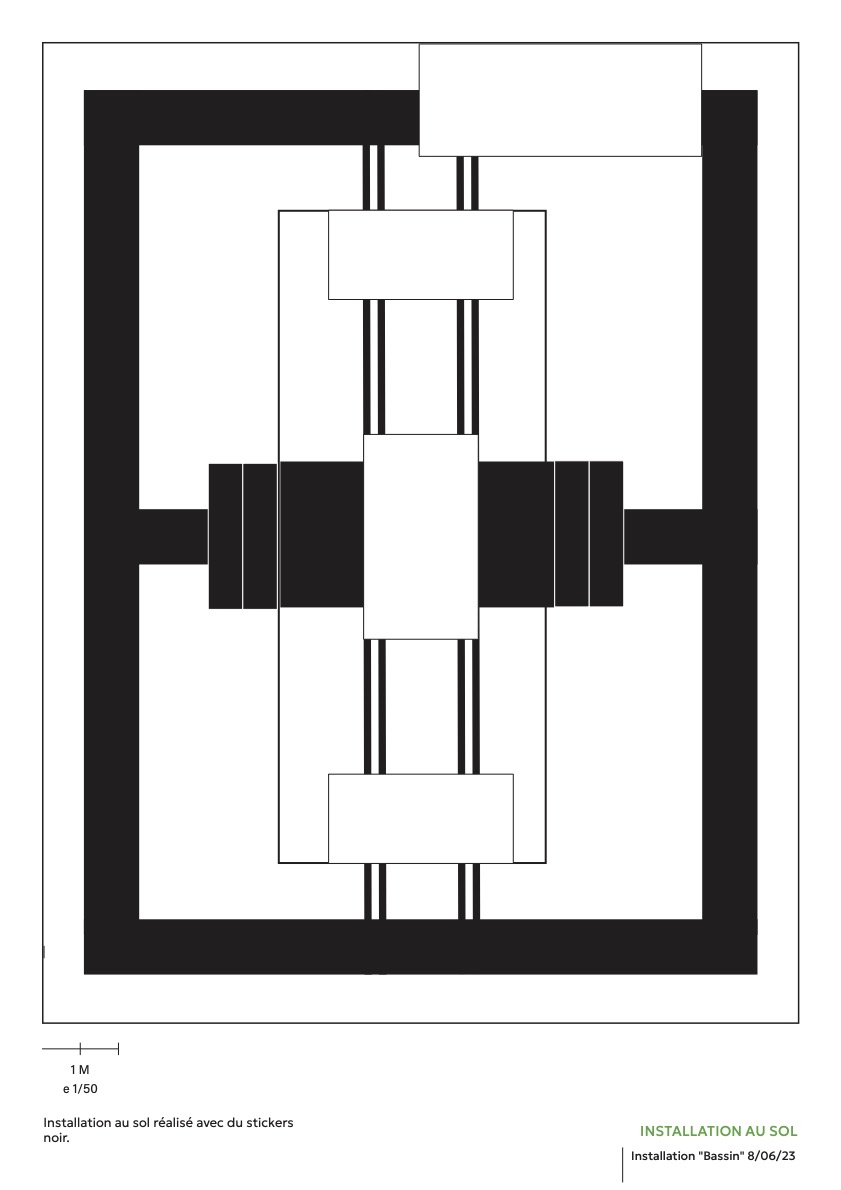 1 M
e 1/50
Installation au sol réalisé avec du stickers
noir.
INSTALLATION AU SOL
Installation "Bassin" 8/06/23